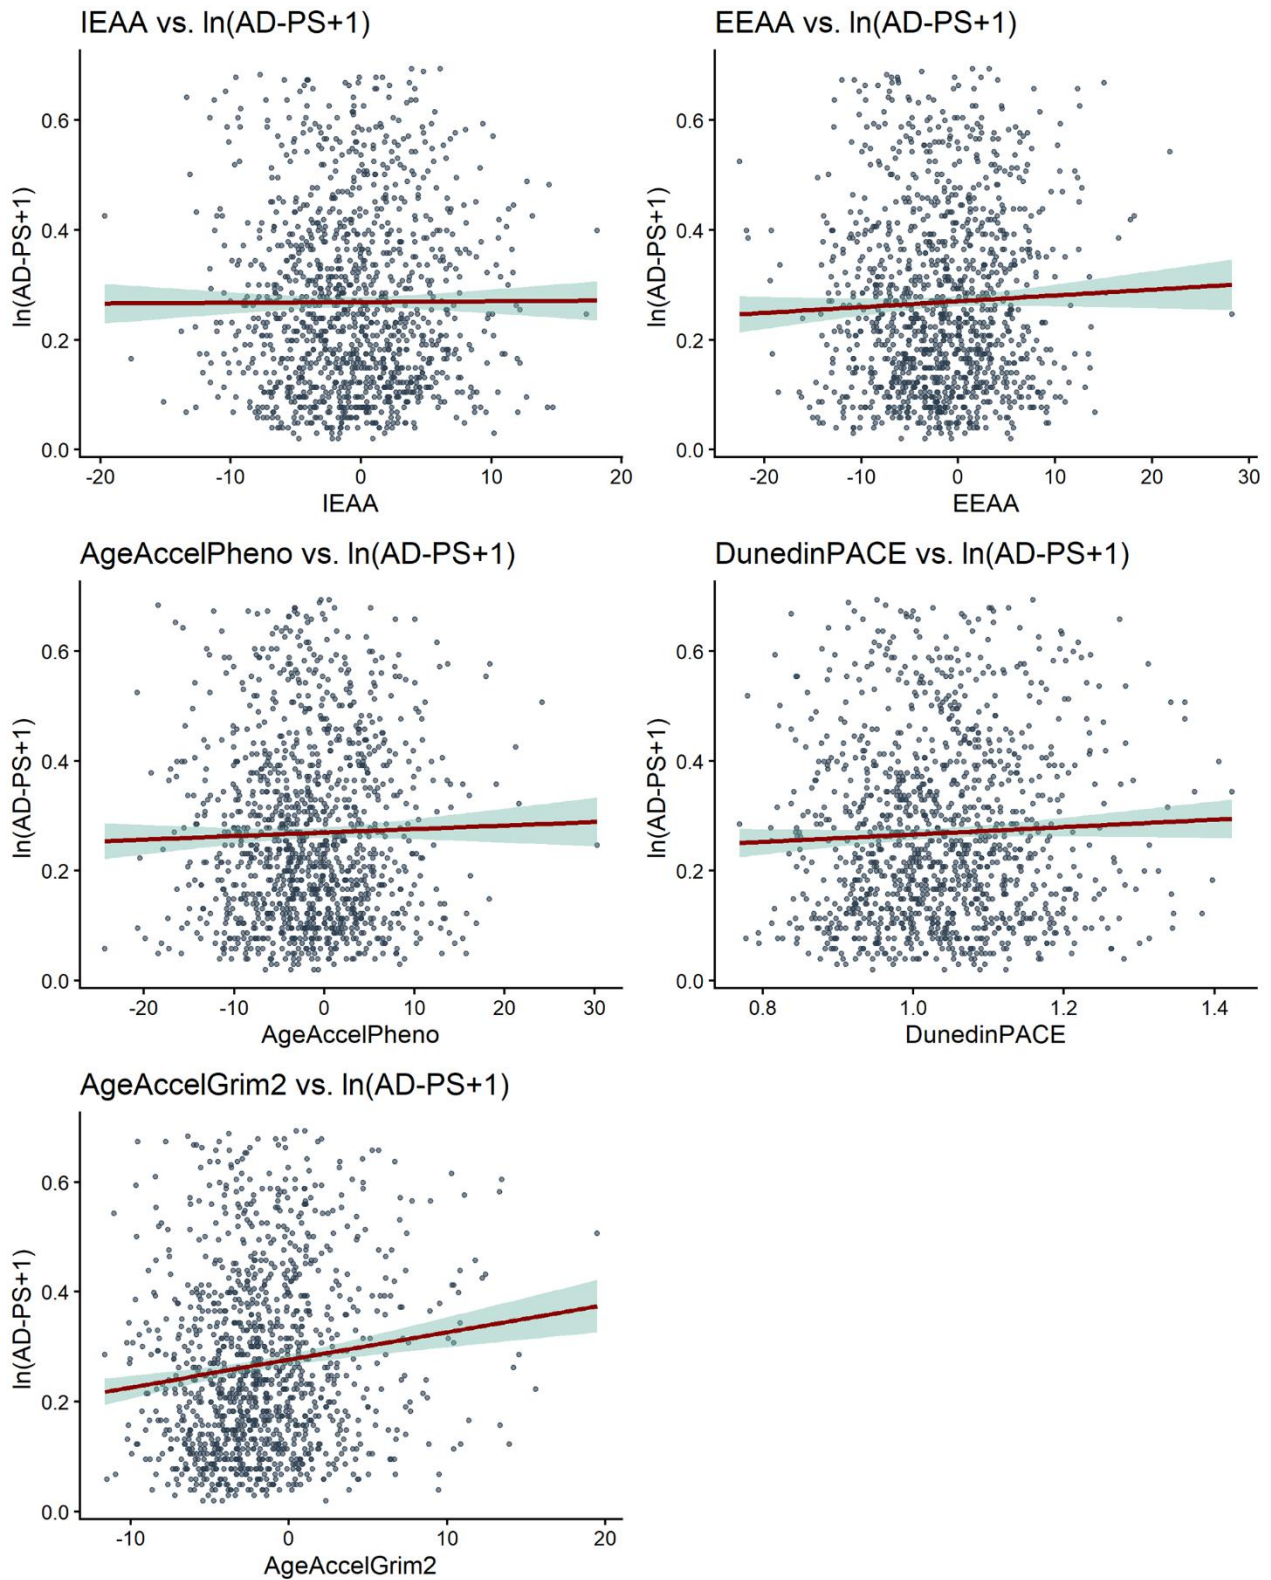 IEAA vs. ln(AD-PS+1)
ln(AD-PS+1)
0.6
0.4
0.2
0.0
-20 -10 0 10 20
IEAA
EEAA vs. ln(AD-PS+1)
ln(AD-PS+1)
0.6
0.4
0.2
0.0
-20 -10 0 10 20 30
EEAA
AgeAccelPheno vs. ln(AD-PS+1)
ln(AD-PS+1)
0.6
0.4
0.2
0.0
-20 -10 0 10 20 30
AgeAccelPheno
DunedinPACE vs. ln(AD-PS+1)
ln(AD-PS+1)
0.6
0.4
0.2
0.0
0.8 1.0 1.2 1.4
DunedinPACE
AgeAccelGrim2 vs. ln(AD-PS+1)
ln(AD-PS+1)
0.6
0.4
0.2
0.0
-10 0 10 20
AgeAccelGrim2